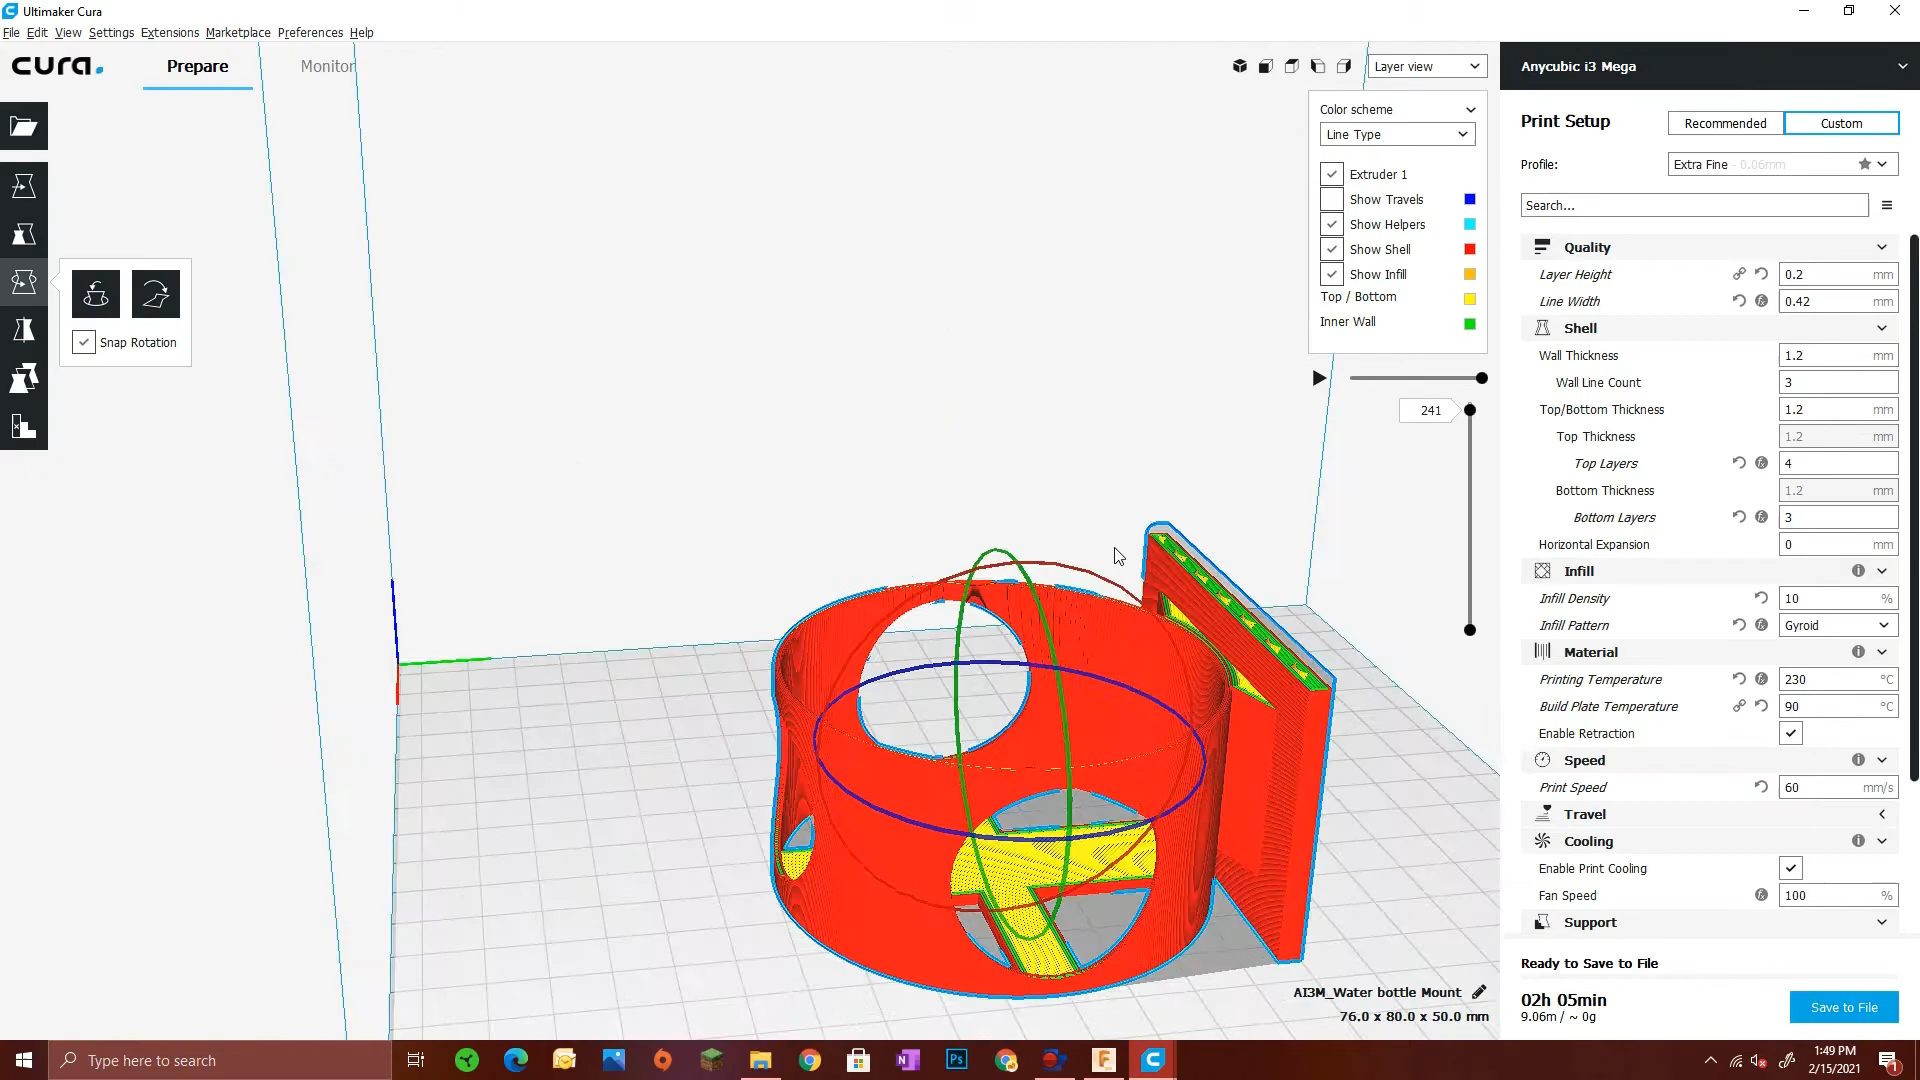 Ultimaker Cura
File Edit View Settings Extensions Marketplace Preferences Help
cura.
Prepare
Monitor
Layer view
Anycubic i3 Mega
Color scheme
Line Type
Extruder 1
Show Travels
Show Helpers
Show Shell
Show Infill
Top / Bottom
Inner Wall
241
Snap Rotation
Print Setup
Recommended
Custom
Profile:
Extra Fine - 0.06mm
Search...
Quality
Layer Height 0.2 mm
Line Width 0.42 mm
Shell
Wall Thickness 1.2 mm
Wall Line Count 3
Top/Bottom Thickness 1.2 mm
Top Thickness 1.2 mm
Top Layers 4
Bottom Thickness 1.2 mm
Bottom Layers 3
Horizontal Expansion 0 mm
Infill
Infill Density 10 %
Infill Pattern Gyroid
Material
Printing Temperature 230 °C
Build Plate Temperature 90 °C
Enable Retraction
Speed
Print Speed 60 mm/s
Travel
Cooling
Enable Print Cooling
Fan Speed 100 %
Support
Ready to Save to File
02h 05min
9.06m / ~ 0g
Save to File
AI3M_Water bottle Mount
76.0 x 80.0 x 50.0 mm
Type here to search
N
Ps
F
C
1:49 PM
2/15/2021
1